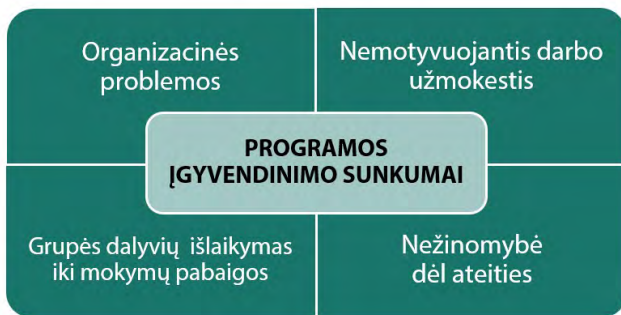 Organizacinės
problemos
Nemotyvuojantis darbo
užmokestis
PROGRAMOS
ĮGYVENDINIMO SUNKUMAI
Grupės dalyvių išlaikymas
iki mokymų pabaigos
Nežinomybė
dėl ateities